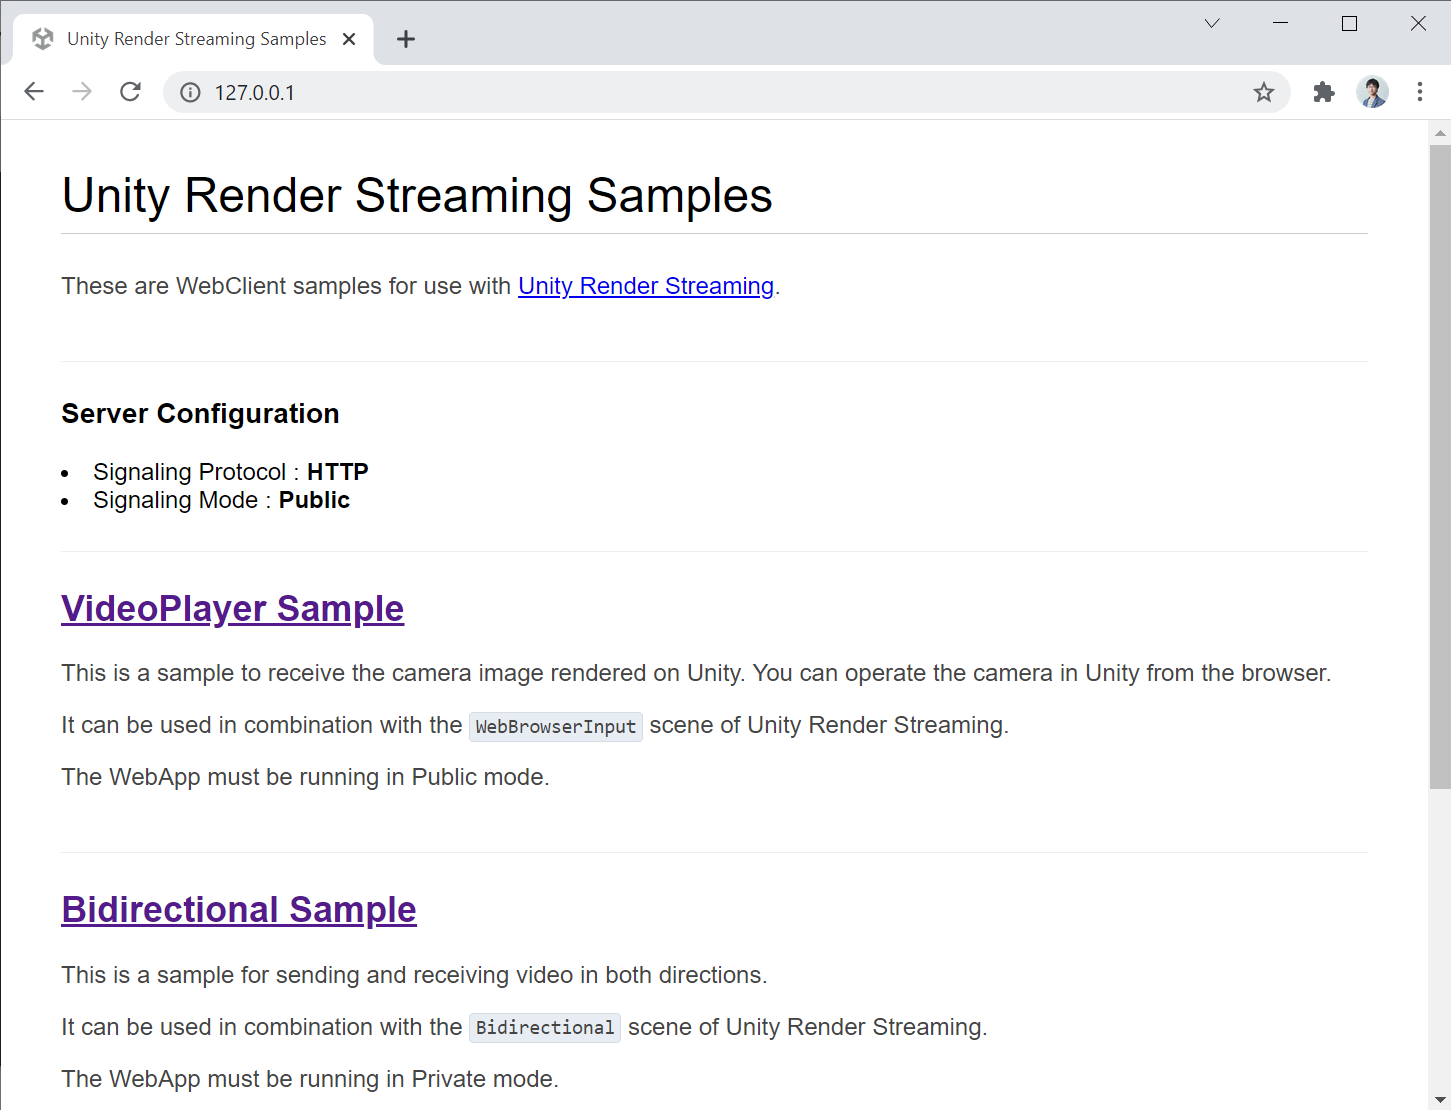 Unity Render Streaming Samples
127.0.0.1
Unity Render Streaming Samples
These are WebClient samples for use with Unity Render Streaming.
Server Configuration
• Signaling Protocol : HTTP
• Signaling Mode : Public
VideoPlayer Sample
This is a sample to receive the camera image rendered on Unity. You can operate the camera in Unity from the browser.
It can be used in combination with the WebBrowserInput scene of Unity Render Streaming.
The WebApp must be running in Public mode.
Bidirectional Sample
This is a sample for sending and receiving video in both directions.
It can be used in combination with the Bidirectional scene of Unity Render Streaming.
The WebApp must be running in Private mode.